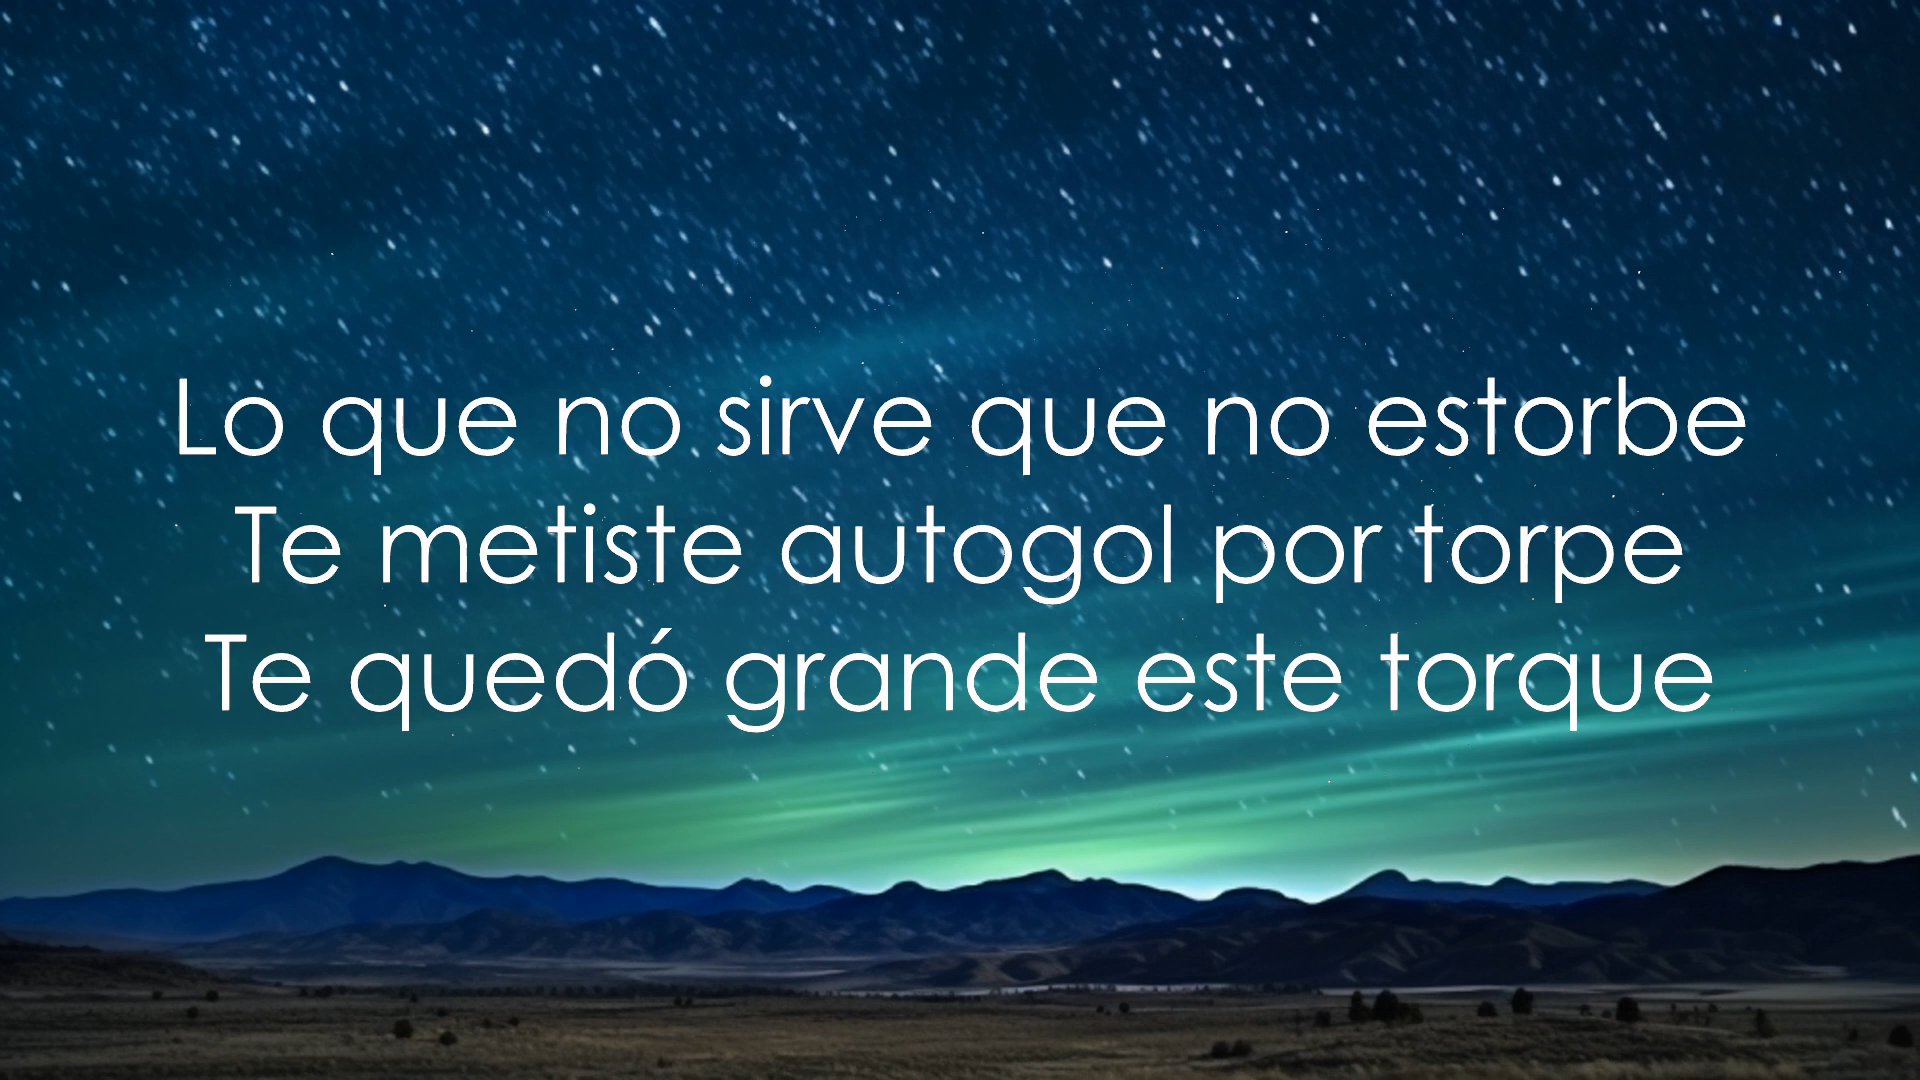 Lo que no sirve que no estorbe
Te metiste autogol por torpe
Te quedó grande este torque